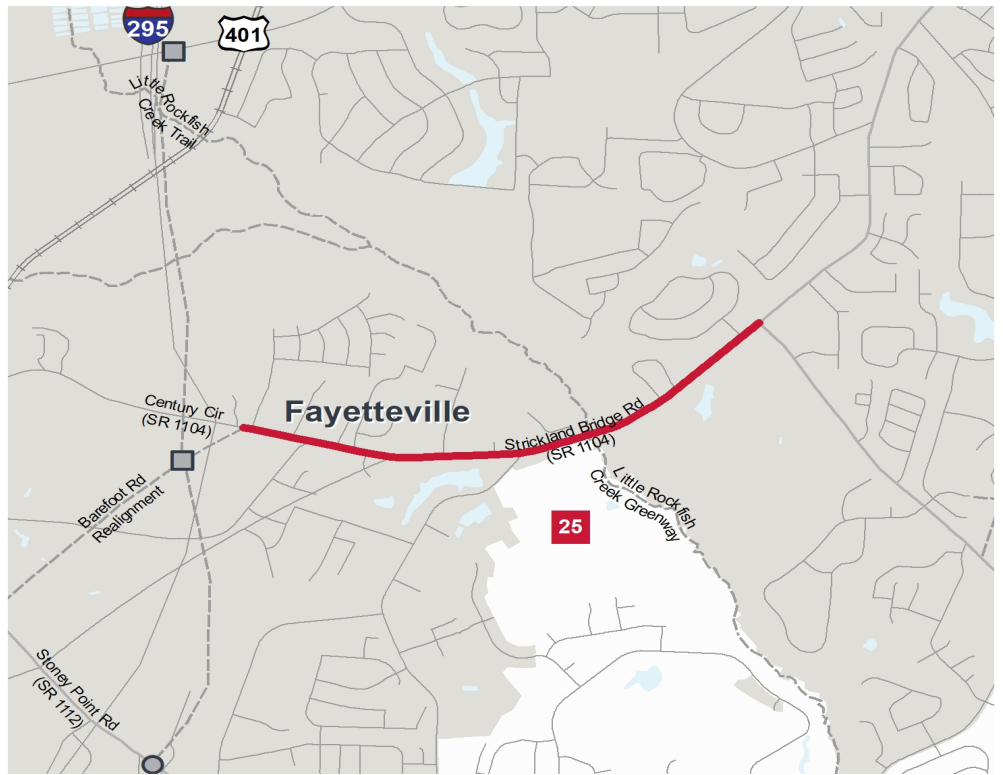 295
401
Little Rockfish
Creek Trail
Century Cir
(SR 1104)
Fayetteville
Strickland Bridge Rd
(SR 1104)
Barefoot Rd
Realignment
Little Rockfish
Creek Greenway
25
Stoney Point Rd
(SR 1112)